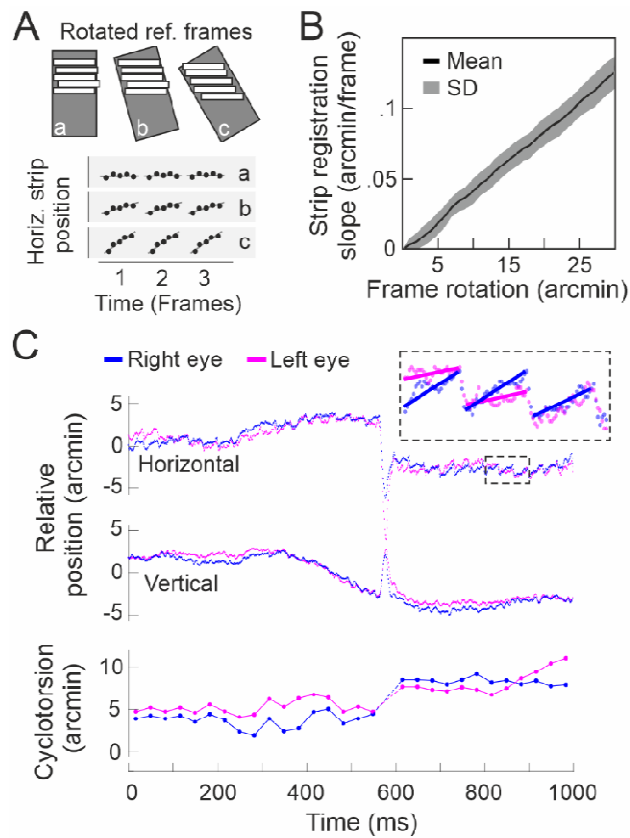 A
Rotated ref. frames
a
b
c
Horiz. strip
position
a
b
c
1 2 3
Time (Frames)
B
Mean
SD
Strip registration
slope (arcmin/frame)
.1
.05
0
5 15 25
Frame rotation (arcmin)
C
Right eye Left eye
Relative
position (arcmin)
5
0
-5
Horizontal
5
0
-5
Vertical
Cyclotorsion
(arcmin)
10
5
0
0 200 400 600 800 1000
Time (ms)